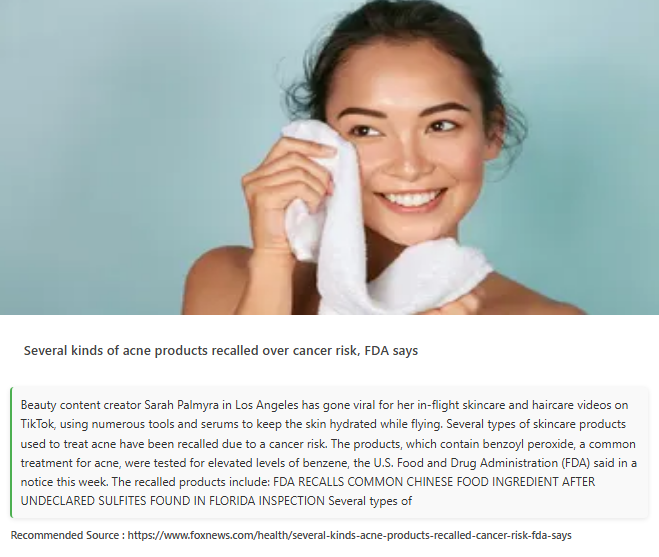 Several kinds of acne products recalled over cancer risk, FDA says
Beauty content creator Sarah Palmyra in Los Angeles has gone viral for her in-flight skincare and haircare videos on
TikTok, using numerous tools and serums to keep the skin hydrated while flying. Several types of skincare products
used to treat acne have been recalled due to a cancer risk. The products, which contain benzoyl peroxide, a common
treatment for acne, were tested for elevated levels of benzene, the U.S. Food and Drug Administration (FDA) said in a
notice this week. The recalled products include: FDA RECALLS COMMON CHINESE FOOD INGREDIENT AFTER
UNDECLARED SULFITES FOUND IN FLORIDA INSPECTION Several types of
Recommended Source : https://www.foxnews.com/health/several-kinds-acne-products-recalled-cancer-risk-fda-says